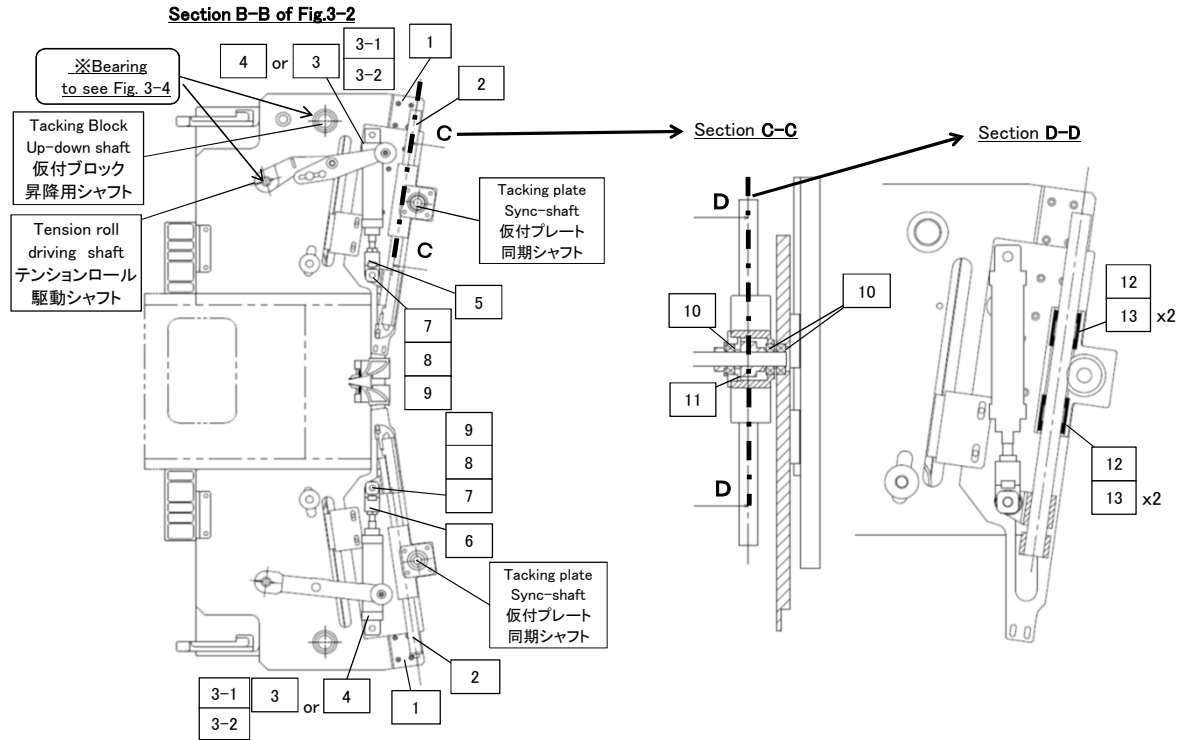 Section B-B of Fig.3-2
4
or
3
3-1
3-2
1
2
※Bearing
to see Fig. 3-4
Tacking Block
Up-down shaft
仮付ブロック
昇降用シャフト
Tension roll
driving shaft
テンションロール
駆動シャフト
C
C
Tacking plate
Sync-shaft
仮付プレート
同期シャフト
5
7
8
9
9
8
7
6
Tacking plate
Sync-shaft
仮付プレート
同期シャフト
2
1
3-1
3-2
3
or
4
Section C-C
D
10
10
11
D
Section D-D
12
13 x2
12
13 x2